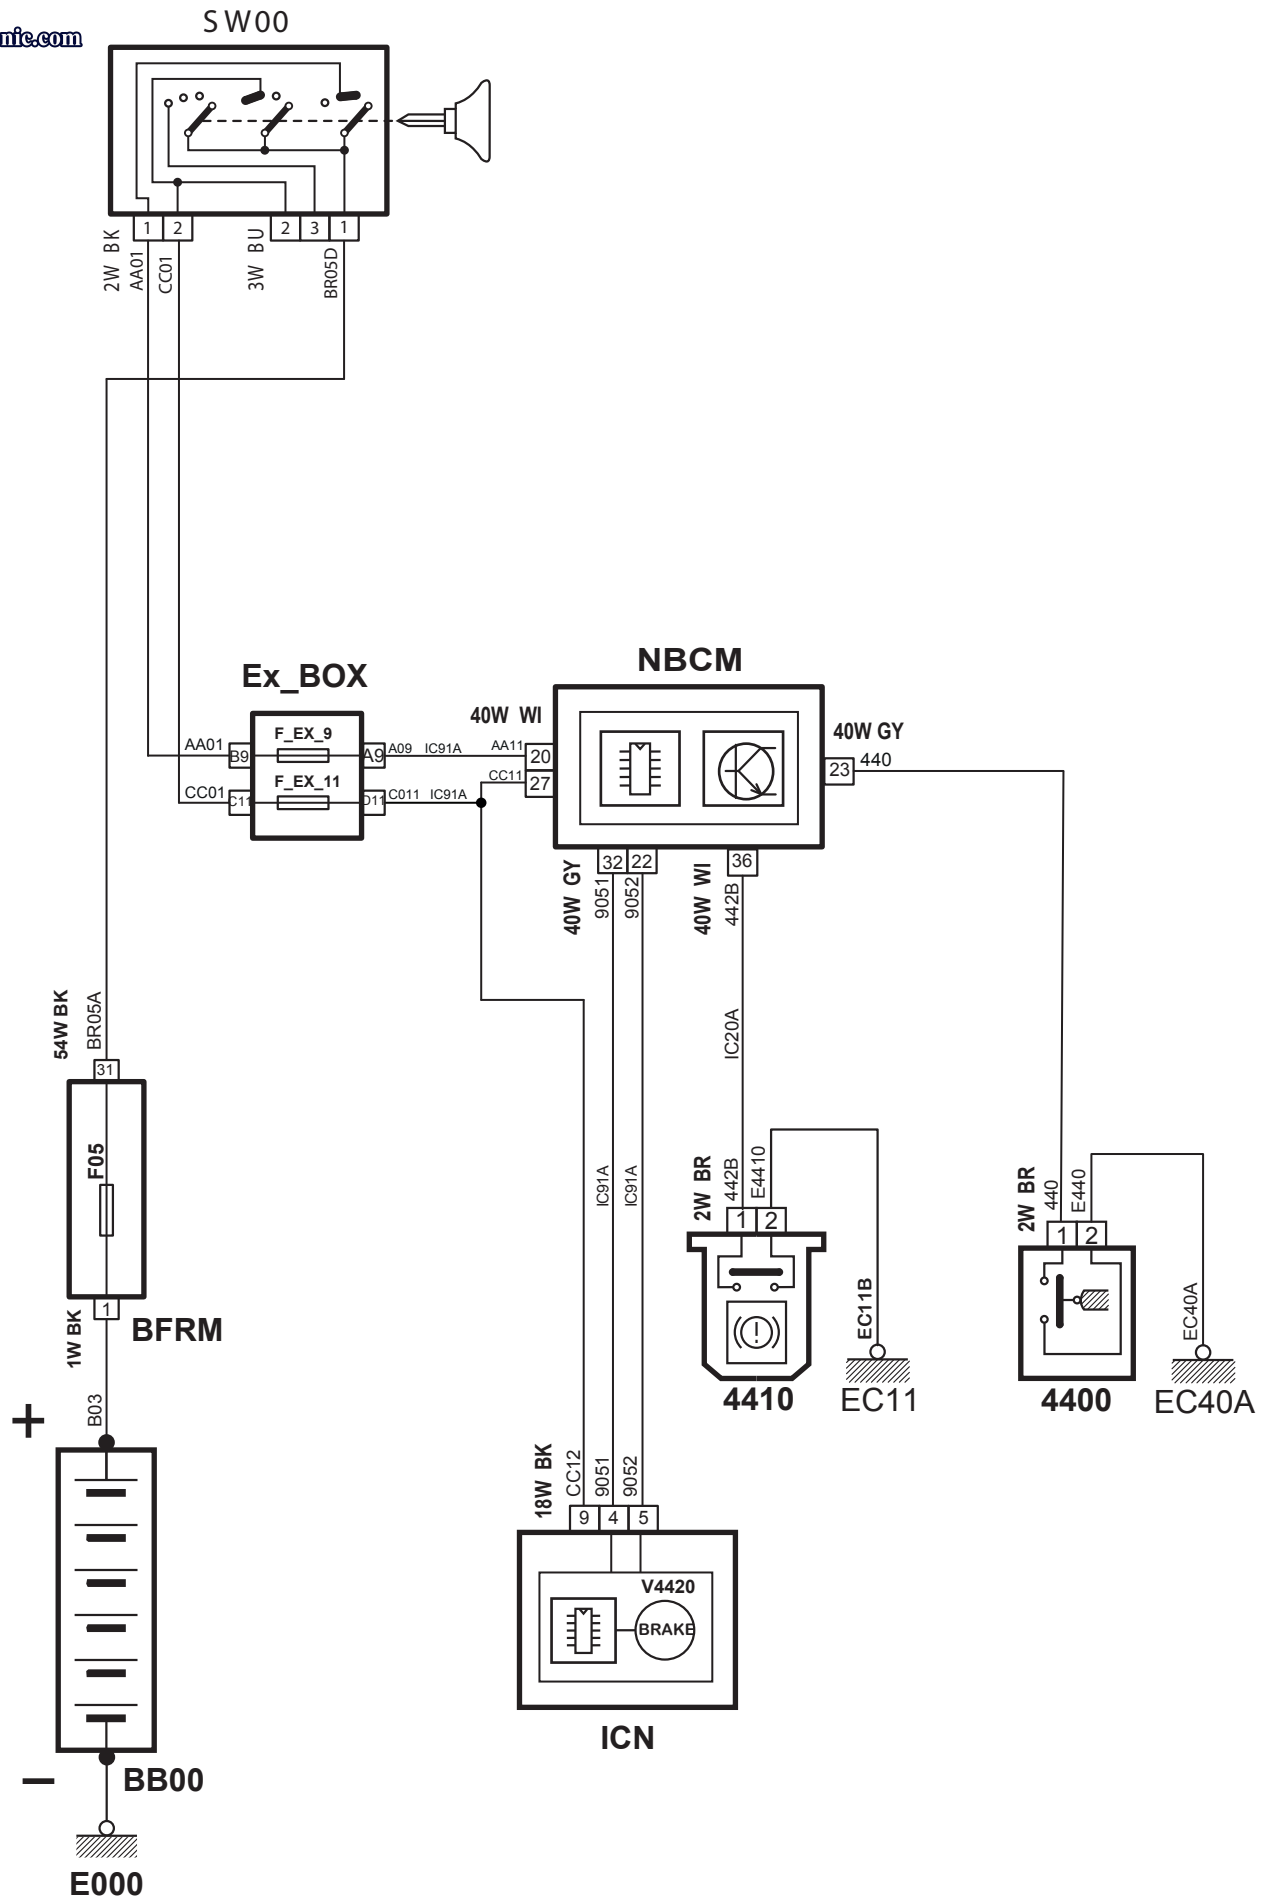 SW00
nic.com
1 2 2 3 1
2W BK
AA01
CC01
3W BU
BR05D
NBCM
Ex_BOX
40W WI
40W GY
F_EX_9
AA01 B9 A9 A09 IC91A AA11 20
23 440
F_EX_11
CC11 27
CC01 C11 D11 C011 IC91A
32 22 36
40W GY
9051
9052
40W WI
442B
54W BK
BR05A
IC20A
31
F05
IC91A
IC91A
2W BR
442B
E4410
2W BR
440
E440
1 2
1 2
EC11B
EC40A
1
BFRM
1W BK
4410
EC11
4400
EC40A
B03
+
18W BK
CC12
9051
9052
9 4 5
V4420
BRAKE
ICN
−
BB00
E000